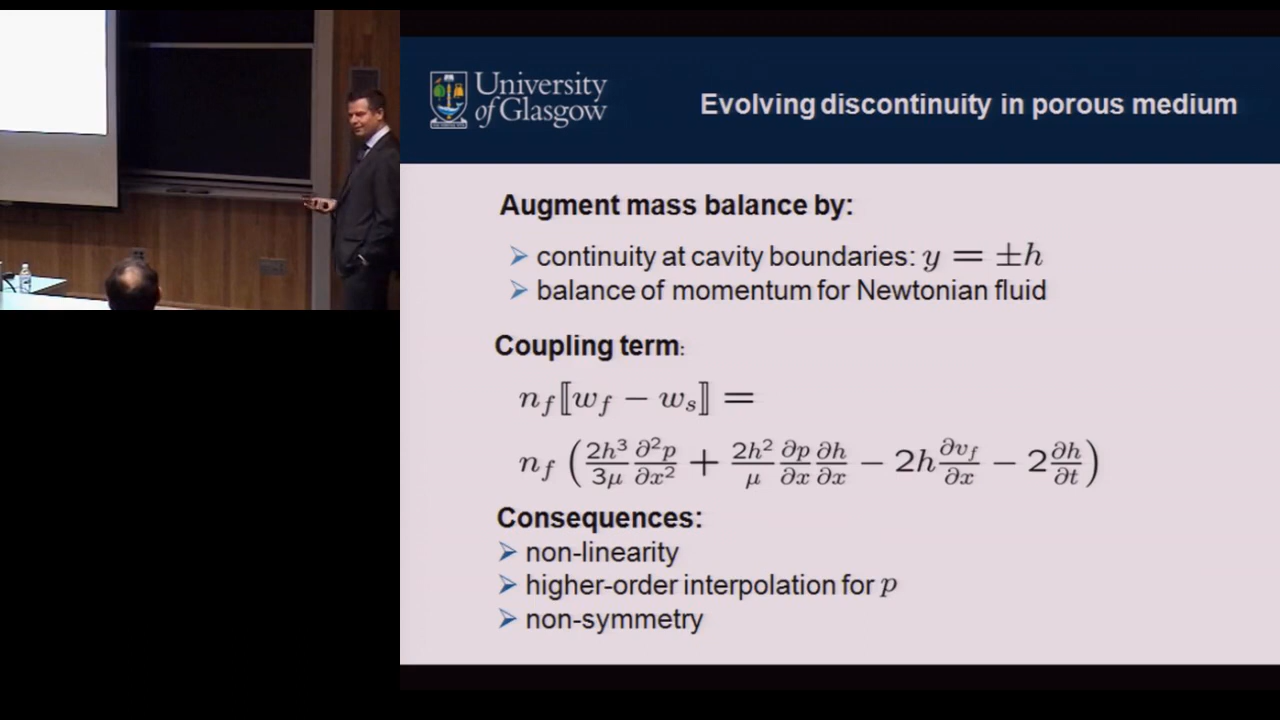 University
of Glasgow
Evolving discontinuity in porous medium
Augment mass balance by:
➢ continuity at cavity boundaries: y = ±h
➢ balance of momentum for Newtonian fluid
Coupling term:
n_f⟦w_f − w_s⟧ =
n_f (2h³/3μ ∂²p/∂x² + 2h²/μ ∂p/∂x ∂h/∂x − 2h ∂v_f/∂x − 2 ∂h/∂t)
Consequences:
➢ non-linearity
➢ higher-order interpolation for p
➢ non-symmetry